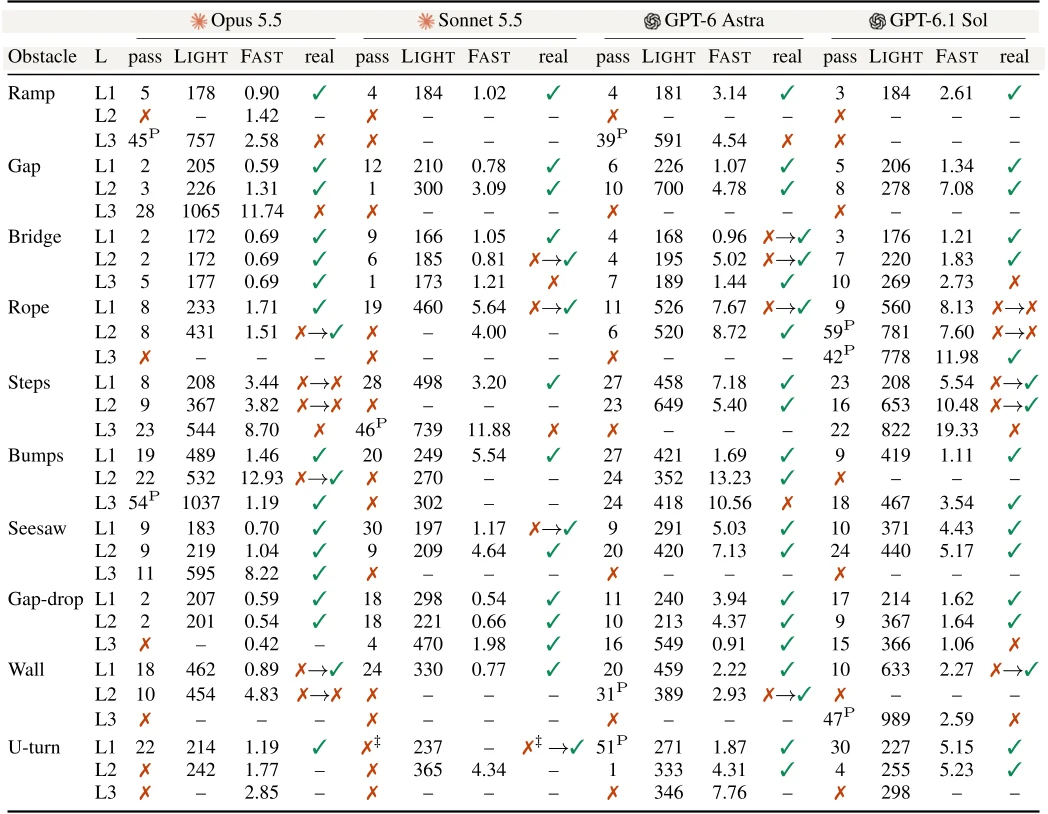 Opus 5.5 Sonnet 5.5 GPT-6 Astra GPT-6.1 Sol
Obstacle L pass LIGHT FAST real pass LIGHT FAST real pass LIGHT FAST real pass LIGHT FAST real
Ramp L1 5 178 0.90 ✓ 4 184 1.02 ✓ 4 181 3.14 ✓ 3 184 2.61 ✓
L2 ✗ – 1.42 – ✗ – – – ✗ – – – ✗ – – –
L3 45ᴾ 757 2.58 ✗ ✗ – – – 39ᴾ 591 4.54 ✗ ✗ – – –
Gap L1 2 205 0.59 ✓ 12 210 0.78 ✓ 6 226 1.07 ✓ 5 206 1.34 ✓
L2 3 226 1.31 ✓ 1 300 3.09 ✓ 10 700 4.78 ✓ 8 278 7.08 ✓
L3 28 1065 11.74 ✗ ✗ – – – ✗ – – – ✗ – – –
Bridge L1 2 172 0.69 ✓ 9 166 1.05 ✓ 4 168 0.96 ✗→✓ 3 176 1.21 ✓
L2 2 172 0.69 ✓ 6 185 0.81 ✗→✓ 4 195 5.02 ✗→✓ 7 220 1.83 ✓
L3 5 177 0.69 ✓ 1 173 1.21 ✗ 7 189 1.44 ✓ 10 269 2.73 ✗
Rope L1 8 233 1.71 ✓ 19 460 5.64 ✗→✓ 11 526 7.67 ✗→✓ 9 560 8.13 ✗→✗
L2 8 431 1.51 ✗→✓ ✗ – 4.00 – 6 520 8.72 ✓ 59ᴾ 781 7.60 ✗→✗
L3 ✗ – – – ✗ – – – ✗ – – – 42ᴾ 778 11.98 ✓
Steps L1 8 208 3.44 ✗→✗ 28 498 3.20 ✓ 27 458 7.18 ✓ 23 208 5.54 ✗→✓
L2 9 367 3.82 ✗→✗ ✗ – – – 23 649 5.40 ✓ 16 653 10.48 ✗→✓
L3 23 544 8.70 ✗ 46ᴾ 739 11.88 ✗ ✗ – – – 22 822 19.33 ✗
Bumps L1 19 489 1.46 ✓ 20 249 5.54 ✓ 27 421 1.69 ✓ 9 419 1.11 ✓
L2 22 532 12.93 ✗→✓ ✗ 270 – – 24 352 13.23 ✓ ✗ – – –
L3 54ᴾ 1037 1.19 ✓ ✗ 302 – – 24 418 10.56 ✗ 18 467 3.54 ✓
Seesaw L1 9 183 0.70 ✓ 30 197 1.17 ✗→✓ 9 291 5.03 ✓ 10 371 4.43 ✓
L2 9 219 1.04 ✓ 9 209 4.64 ✓ 20 420 7.13 ✓ 24 440 5.17 ✓
L3 11 595 8.22 ✓ ✗ – – – ✗ – – – ✗ – – –
Gap-drop L1 2 207 0.59 ✓ 18 298 0.54 ✓ 11 240 3.94 ✓ 17 214 1.62 ✓
L2 2 201 0.54 ✓ 18 221 0.66 ✓ 10 213 4.37 ✓ 9 367 1.64 ✓
L3 ✗ – 0.42 – 4 470 1.98 ✓ 16 549 0.91 ✓ 15 366 1.06 ✗
Wall L1 18 462 0.89 ✗→✓ 24 330 0.77 ✓ 20 459 2.22 ✓ 10 633 2.27 ✗→✓
L2 10 454 4.83 ✗→✗ ✗ – – – 31ᴾ 389 2.93 ✗→✓ ✗ – – –
L3 ✗ – – – ✗ – – – ✗ – – – 47ᴾ 989 2.59 ✗
U-turn L1 22 214 1.19 ✓ ✗‡ 237 – ✗‡→✓ 51ᴾ 271 1.87 ✓ 30 227 5.15 ✓
L2 ✗ 242 1.77 – ✗ 365 4.34 – 1 333 4.31 ✓ 4 255 5.23 ✓
L3 ✗ – 2.85 – ✗ – – – ✗ 346 7.76 – ✗ 298 – –